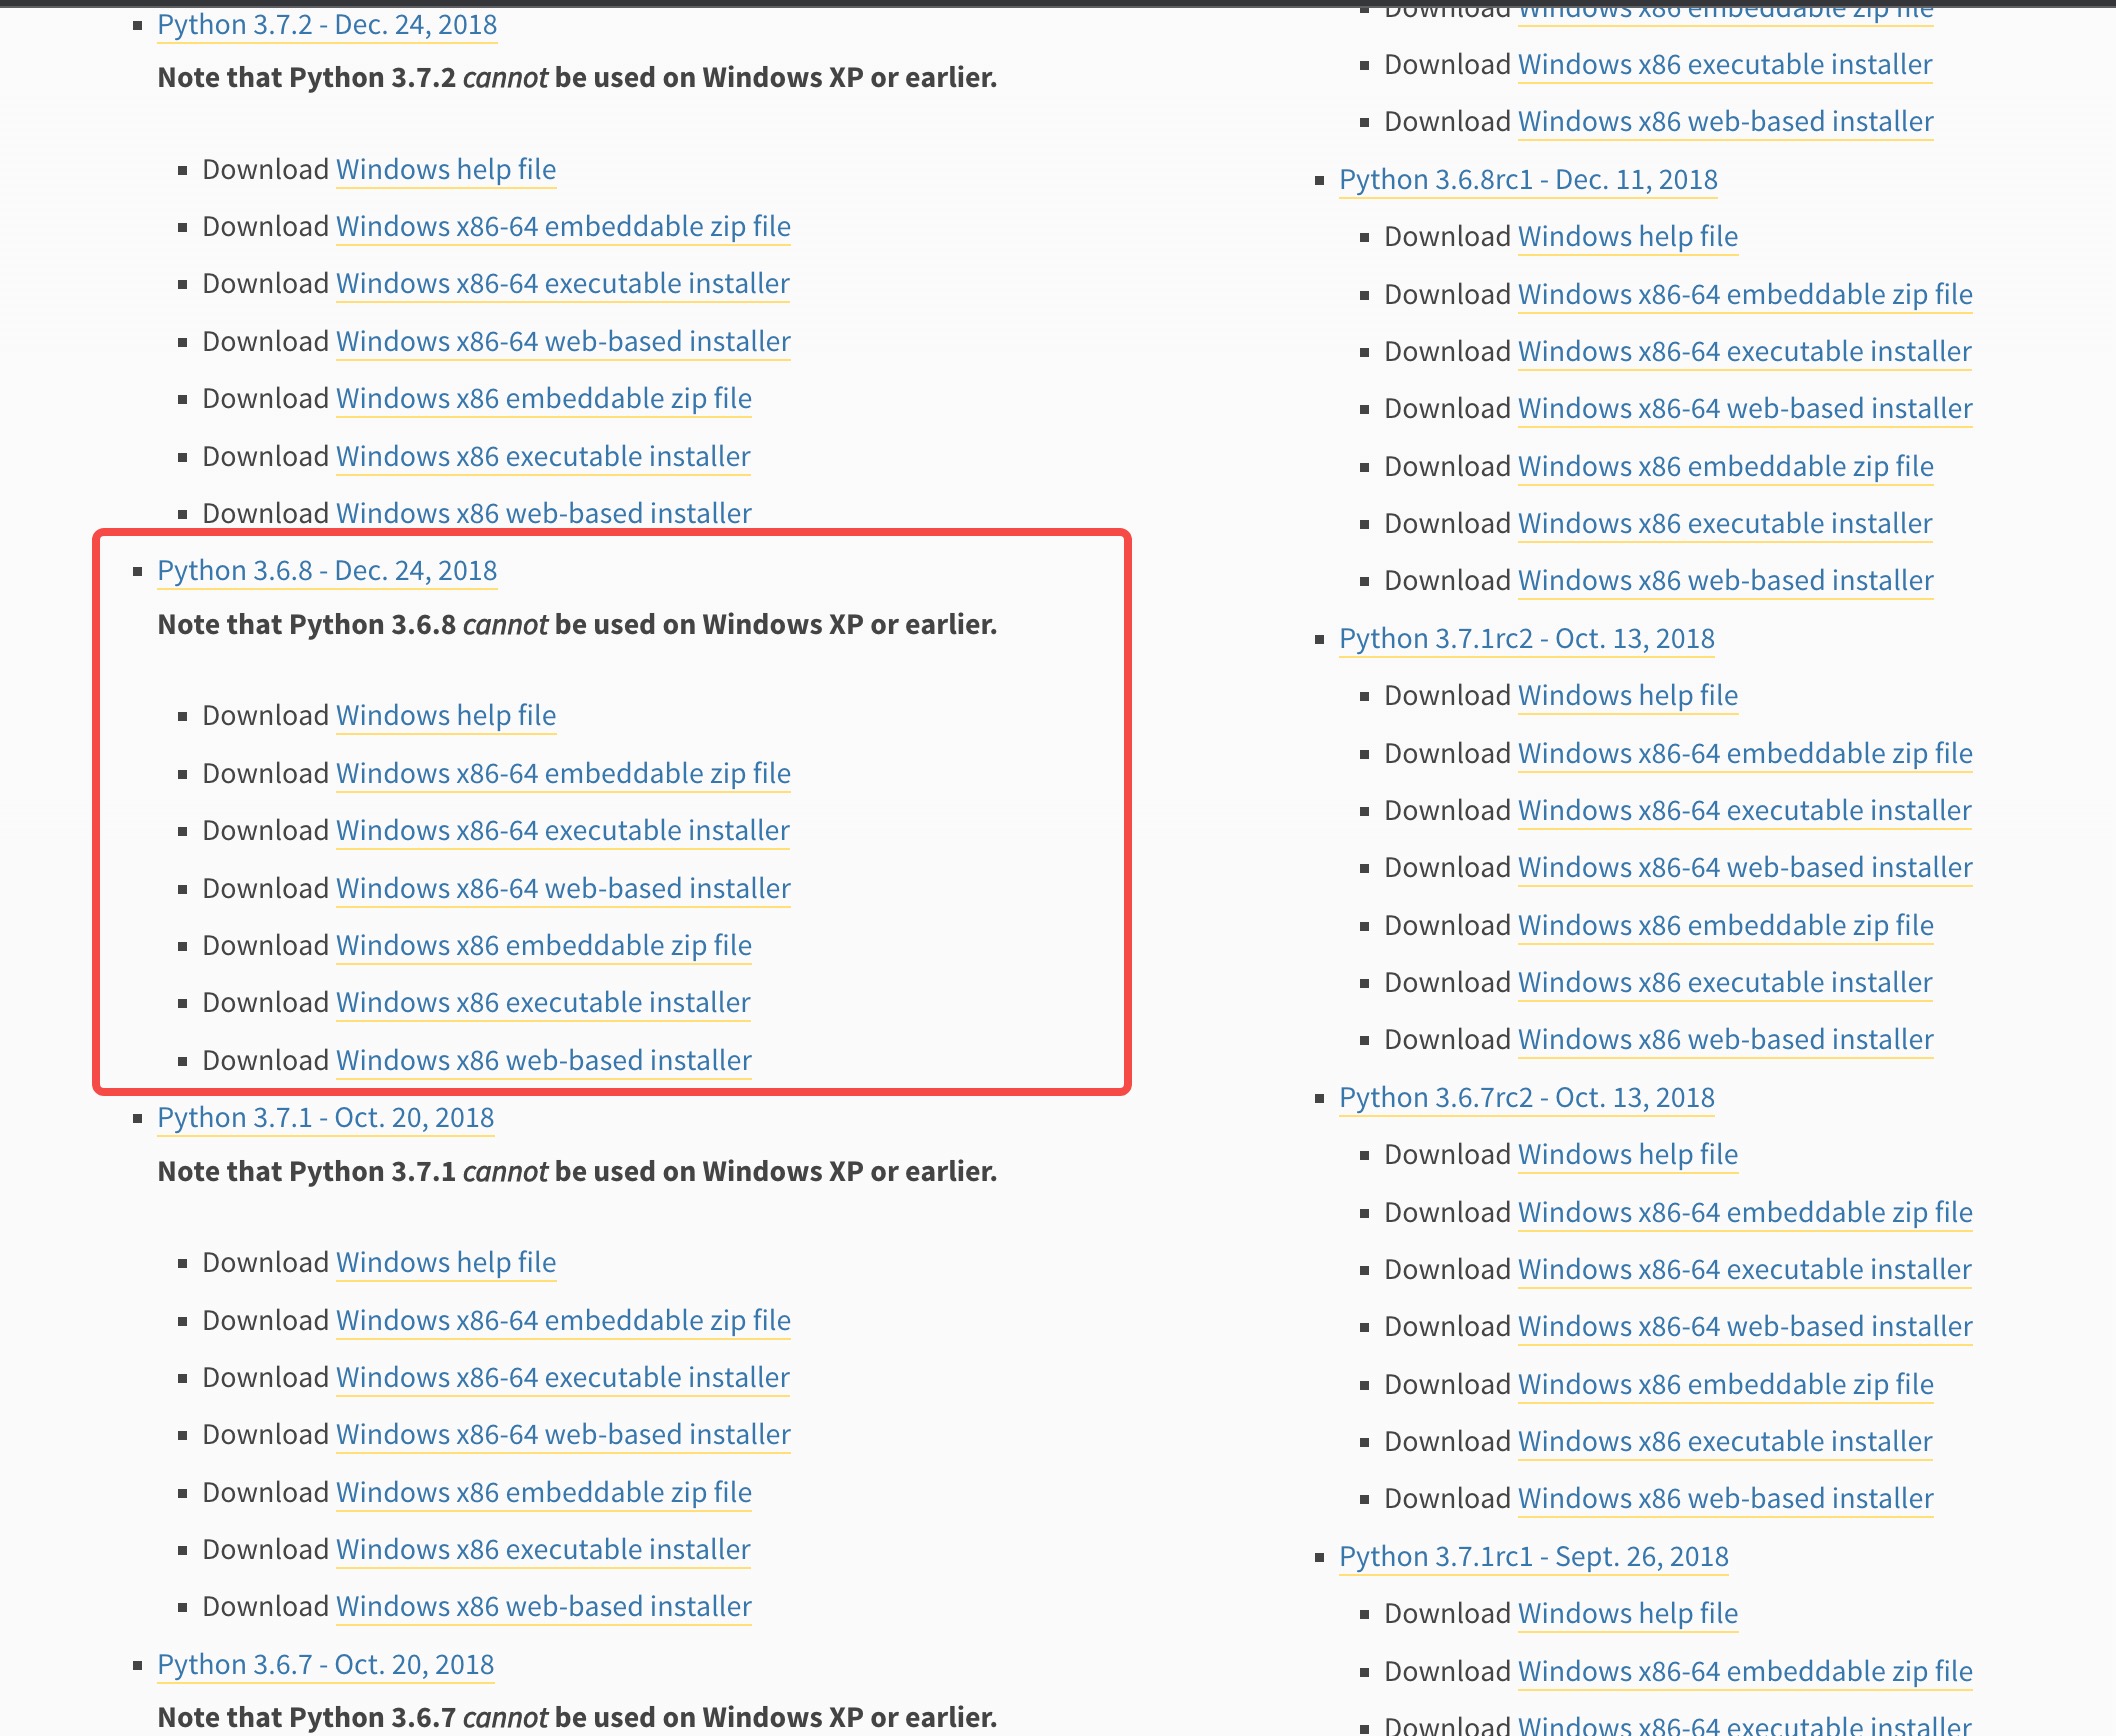 Python 3.7.2 - Dec. 24, 2018
Note that Python 3.7.2 cannot be used on Windows XP or earlier.
Download Windows help file
Download Windows x86-64 embeddable zip file
Download Windows x86-64 executable installer
Download Windows x86-64 web-based installer
Download Windows x86 embeddable zip file
Download Windows x86 executable installer
Download Windows x86 web-based installer
Python 3.6.8 - Dec. 24, 2018
Note that Python 3.6.8 cannot be used on Windows XP or earlier.
Download Windows help file
Download Windows x86-64 embeddable zip file
Download Windows x86-64 executable installer
Download Windows x86-64 web-based installer
Download Windows x86 embeddable zip file
Download Windows x86 executable installer
Download Windows x86 web-based installer
Python 3.7.1 - Oct. 20, 2018
Note that Python 3.7.1 cannot be used on Windows XP or earlier.
Download Windows help file
Download Windows x86-64 embeddable zip file
Download Windows x86-64 executable installer
Download Windows x86-64 web-based installer
Download Windows x86 embeddable zip file
Download Windows x86 executable installer
Download Windows x86 web-based installer
Python 3.6.7 - Oct. 20, 2018
Note that Python 3.6.7 cannot be used on Windows XP or earlier.
Download Windows x86 embeddable zip file
Download Windows x86 executable installer
Download Windows x86 web-based installer
Python 3.6.8rc1 - Dec. 11, 2018
Download Windows help file
Download Windows x86-64 embeddable zip file
Download Windows x86-64 executable installer
Download Windows x86-64 web-based installer
Download Windows x86 embeddable zip file
Download Windows x86 executable installer
Download Windows x86 web-based installer
Python 3.7.1rc2 - Oct. 13, 2018
Download Windows help file
Download Windows x86-64 embeddable zip file
Download Windows x86-64 executable installer
Download Windows x86-64 web-based installer
Download Windows x86 embeddable zip file
Download Windows x86 executable installer
Download Windows x86 web-based installer
Python 3.6.7rc2 - Oct. 13, 2018
Download Windows help file
Download Windows x86-64 embeddable zip file
Download Windows x86-64 executable installer
Download Windows x86-64 web-based installer
Download Windows x86 embeddable zip file
Download Windows x86 executable installer
Download Windows x86 web-based installer
Python 3.7.1rc1 - Sept. 26, 2018
Download Windows help file
Download Windows x86-64 embeddable zip file
Download Windows x86-64 executable installer